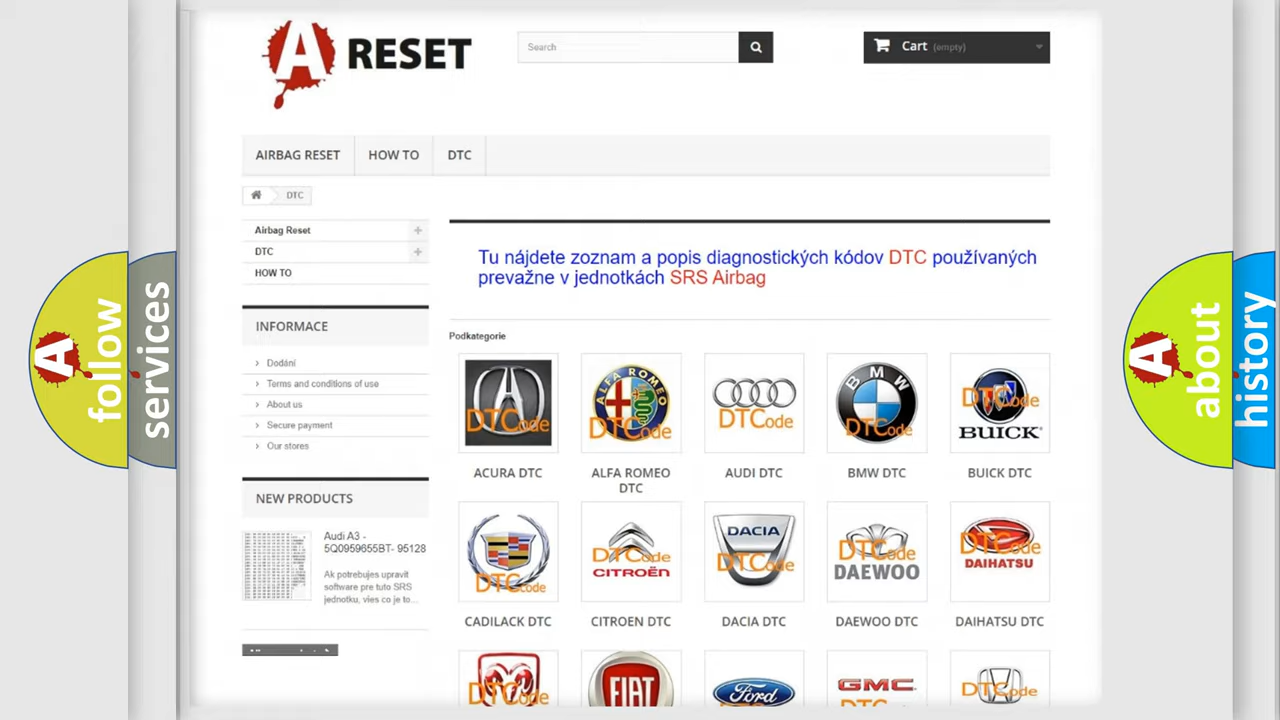 A RESET
Search
Cart (empty)
AIRBAG RESET
HOW TO
DTC
DTC
Airbag Reset
DTC
HOW TO
INFORMACE
Dodání
Terms and conditions of use
About us
Secure payment
Our stores
NEW PRODUCTS
Audi A3 -
5Q0959655BT- 95128
Ak potrebujes upravit
software pre tuto SRS
jednotku, vies co je to...
Tu nájdete zoznam a popis diagnostických kódov DTC používaných
prevažne v jednotkách SRS Airbag
Podkategorie
DTCode
ALFA ROMEO
DTCode
DTCode
BMW
DTCode
DTCode
BUICK
ACURA DTC
ALFA ROMEO
DTC
AUDI DTC
BMW DTC
BUICK DTC
DTCode
DTCode
CITROËN
DACIA
DTCode
DTCode
DAEWOO
DTCode
DAIHATSU
CADILACK DTC
CITROEN DTC
DACIA DTC
DAEWOO DTC
DAIHATSU DTC
DTCode
FIAT
Ford
GMC
DTCode
A
follow
services
A
about
history